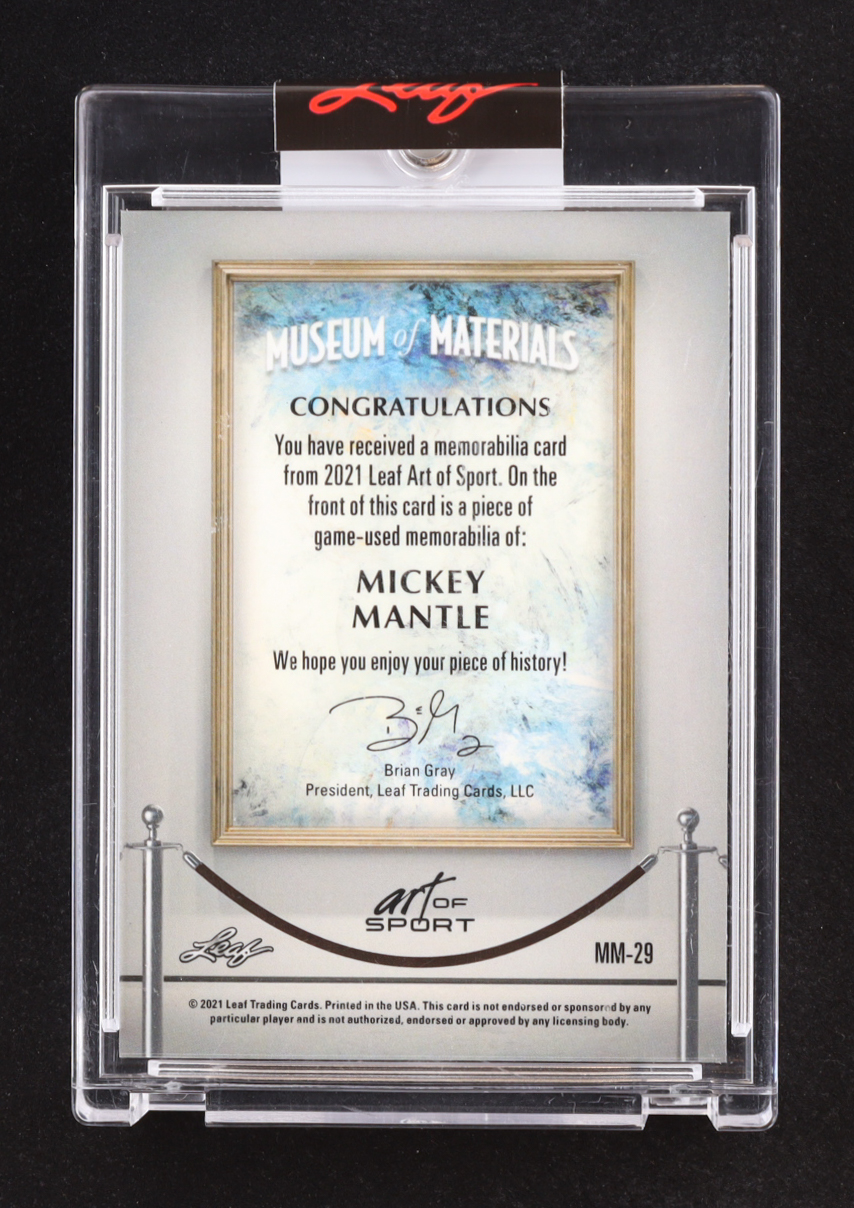 Leaf
MUSEUM of MATERIALS
CONGRATULATIONS
You have received a memorabilia card
from 2021 Leaf Art of Sport. On the
front of this card is a piece of
game-used memorabilia of:
MICKEY
MANTLE
We hope you enjoy your piece of history!
Brian Gray
President, Leaf Trading Cards, LLC
art OF
SPORT
Leaf
MM-29
© 2021 Leaf Trading Cards. Printed in the USA. This card is not endorsed or sponsored by any
particular player and is not authorized, endorsed or approved by any licensing body.